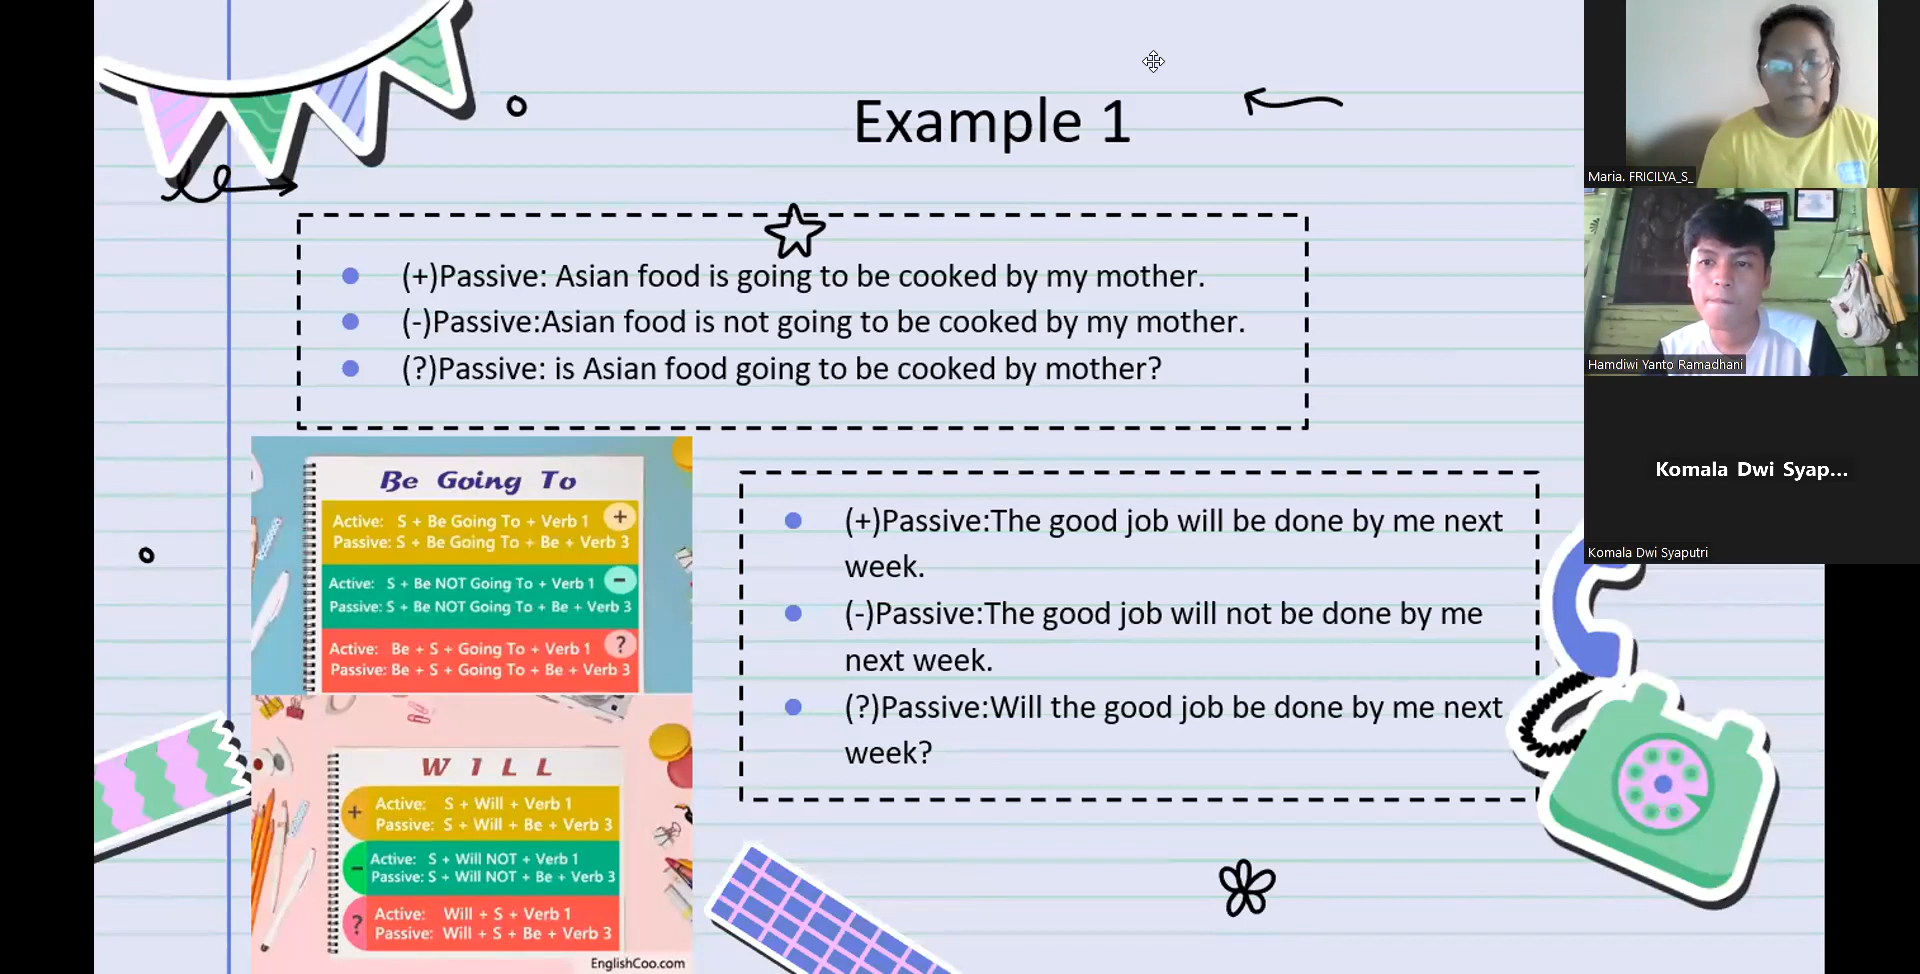 Example 1
(+)Passive: Asian food is going to be cooked by my mother.
(-)Passive:Asian food is not going to be cooked by my mother.
(?)Passive: is Asian food going to be cooked by mother?
Be Going To
Active: S + Be Going To + Verb 1
+
Passive: S + Be Going To + Be + Verb 3
Active: S + Be NOT Going To + Verb 1
-
Passive: S + Be NOT Going To + Be + Verb 3
Active: Be + S + Going To + Verb 1
?
Passive: Be + S + Going To + Be + Verb 3
WILL
+
Active: S + Will + Verb 1
Passive: S + Will + Be + Verb 3
-
Active: S + Will NOT + Verb 1
Passive: S + Will NOT + Be + Verb 3
?
Active: Will + S + Verb 1
Passive: Will + S + Be + Verb 3
EnglishCoo.com
(+)Passive:The good job will be done by me next
week.
(-)Passive:The good job will not be done by me
next week.
(?)Passive:Will the good job be done by me next
week?
Maria. FRICILYA_S_
Hamdiwi Yanto Ramadhani
Komala Dwi Syap...
Komala Dwi Syaputri